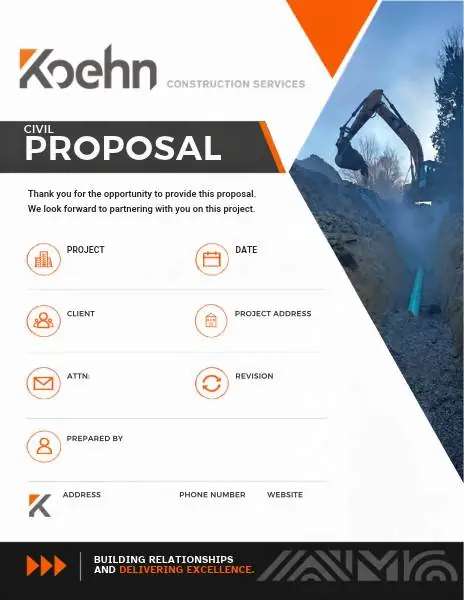 Koehn CONSTRUCTION SERVICES
CIVIL
PROPOSAL
Thank you for the opportunity to provide this proposal.
We look forward to partnering with you on this project.
PROJECT
DATE
CLIENT
PROJECT ADDRESS
ATTN:
REVISION
PREPARED BY
ADDRESS
PHONE NUMBER
WEBSITE
BUILDING RELATIONSHIPS
AND DELIVERING EXCELLENCE.